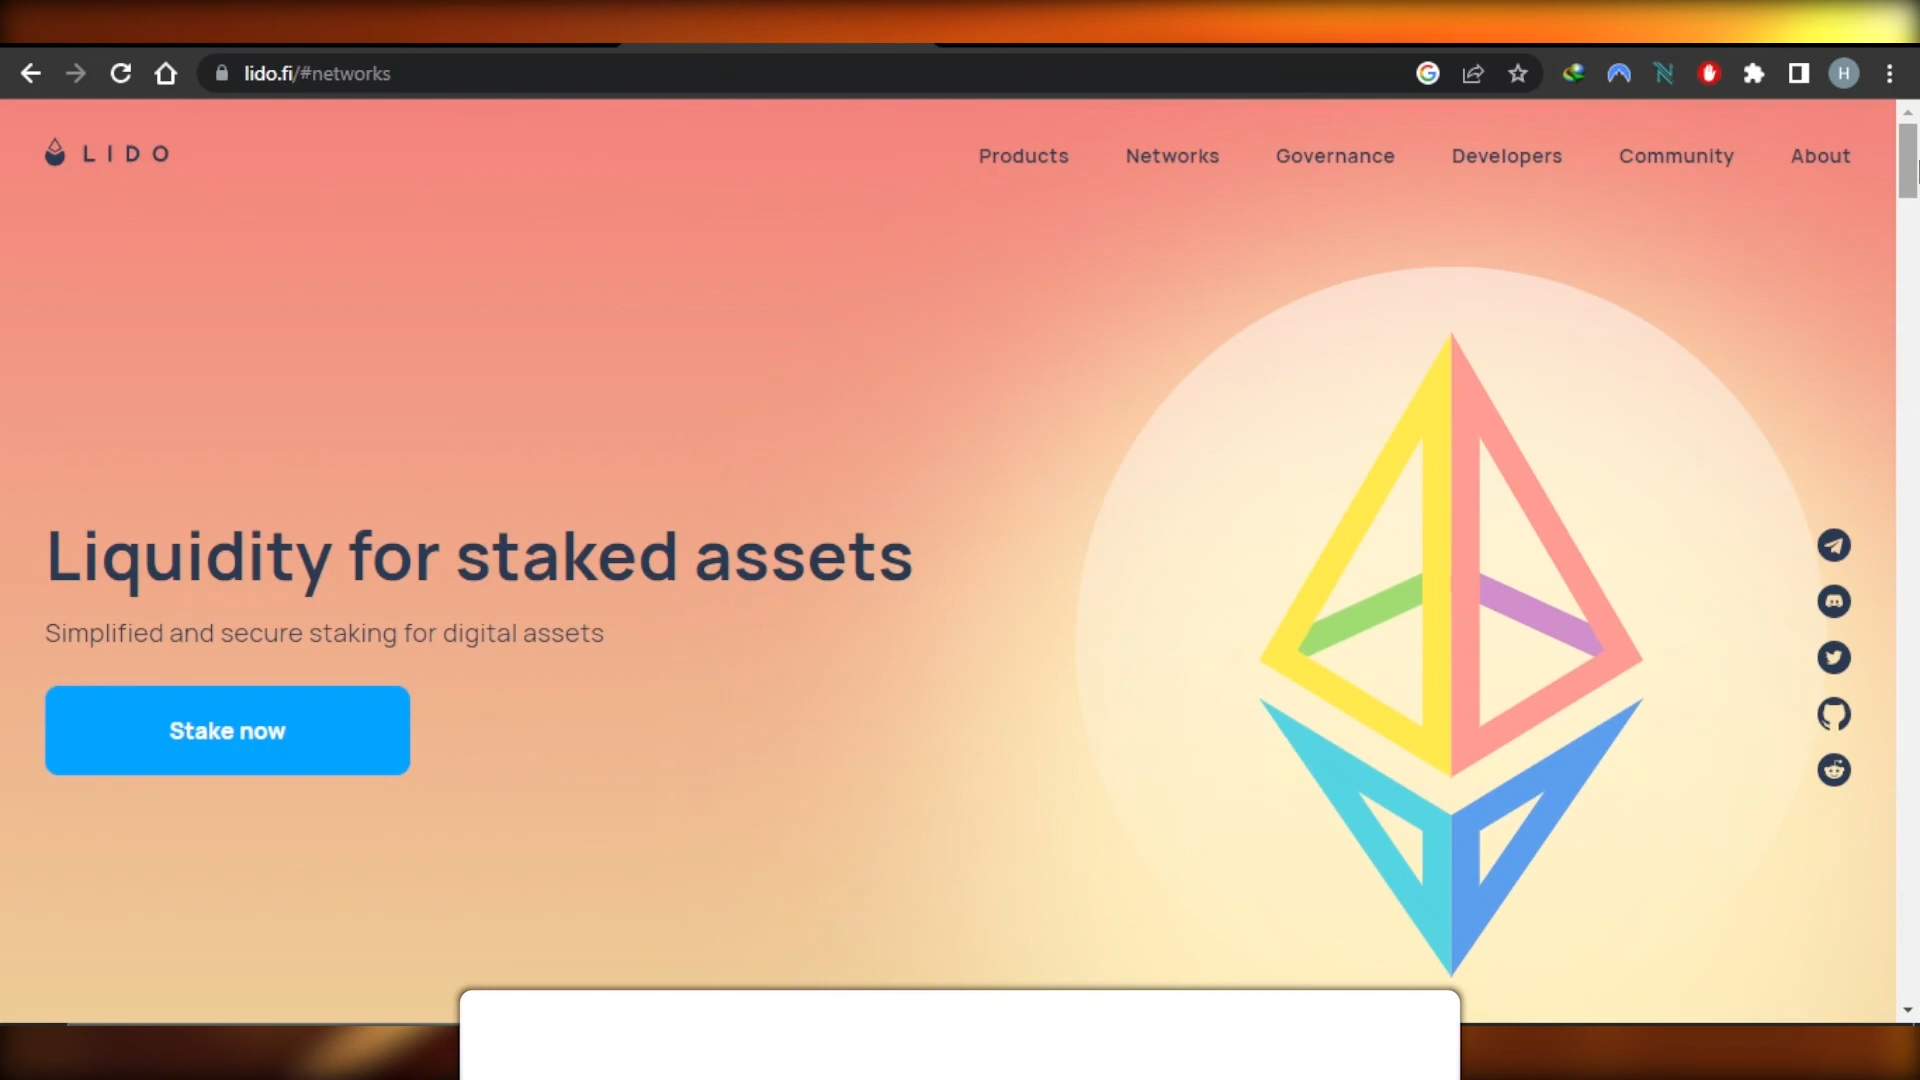 lido.fi/#networks
H
LIDO
Products Networks Governance Developers Community About
Liquidity for staked assets
Simplified and secure staking for digital assets
Stake now